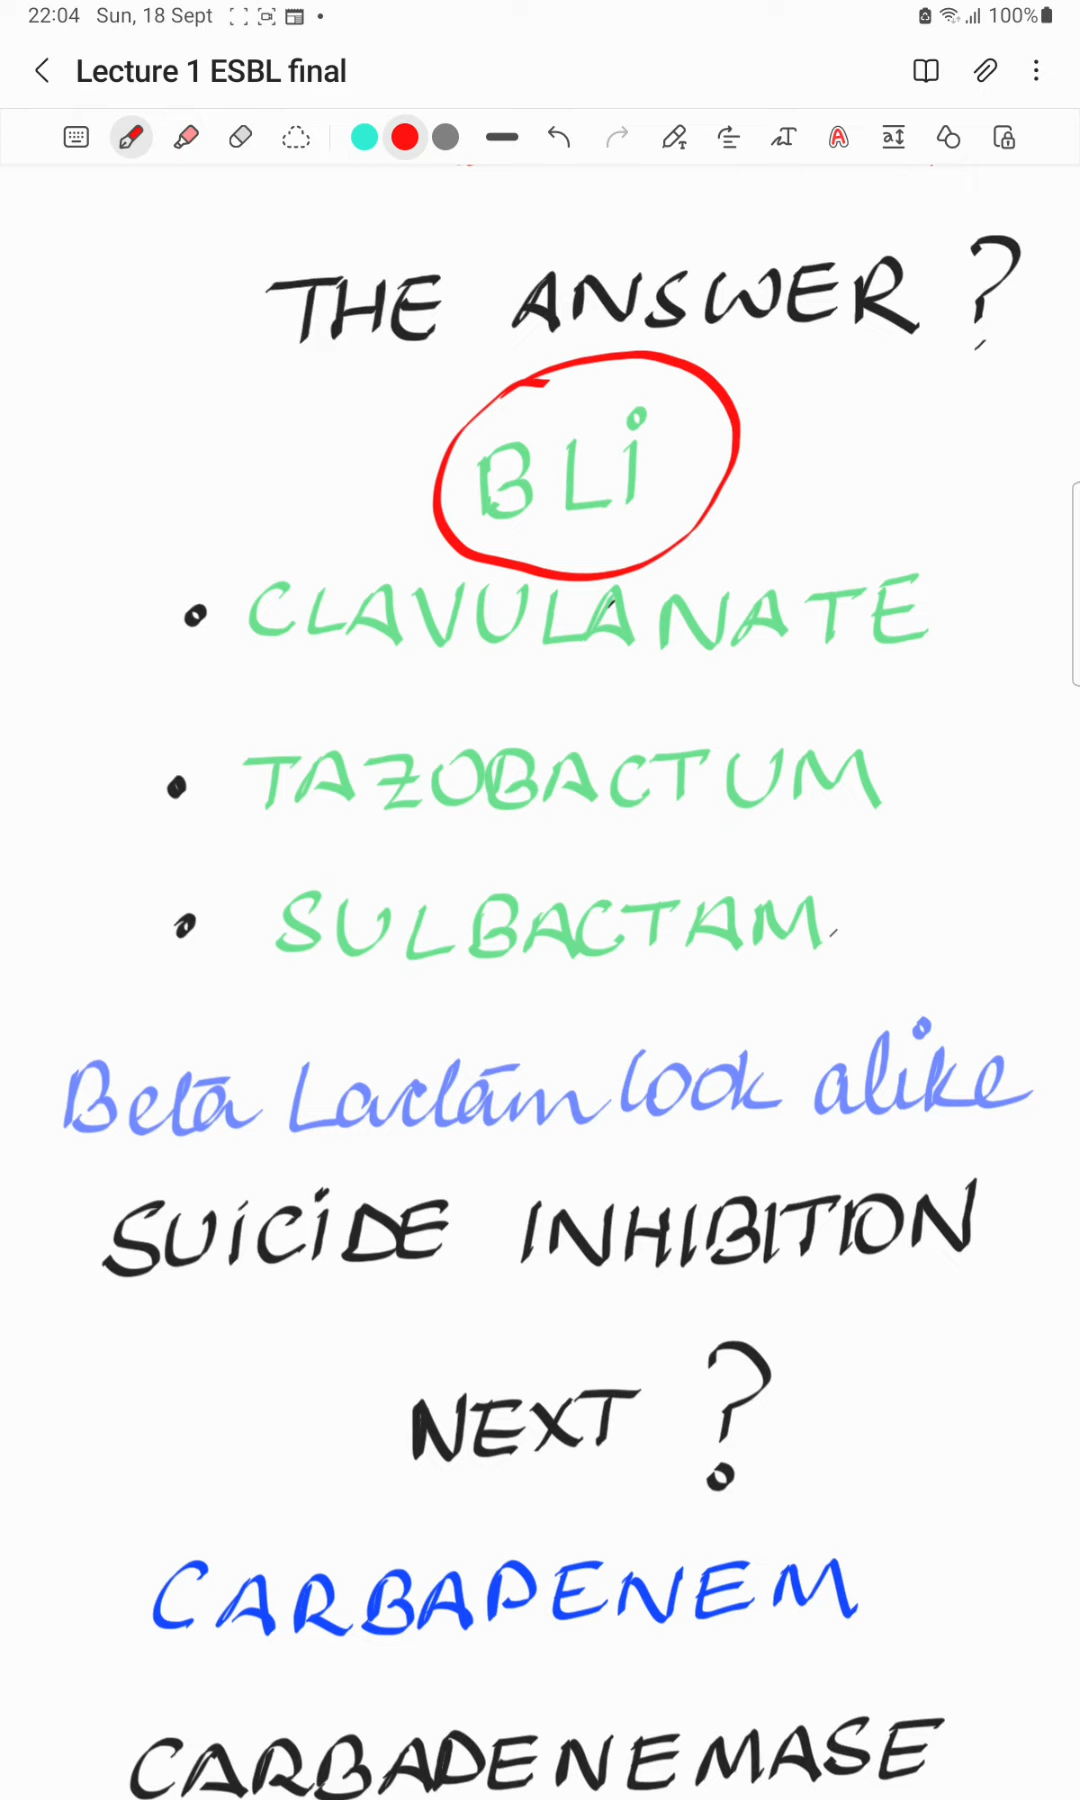 22:04 Sun, 18 Sept 100%
Lecture 1 ESBL final
THE ANSWER ?
BLi
• CLAVULANATE
• TAZOBACTUM
• SULBACTAM
Beta Lactam look alike
SUICIDE INHIBITION
NEXT ?
CARBAPENEM
CARBADENEMASE